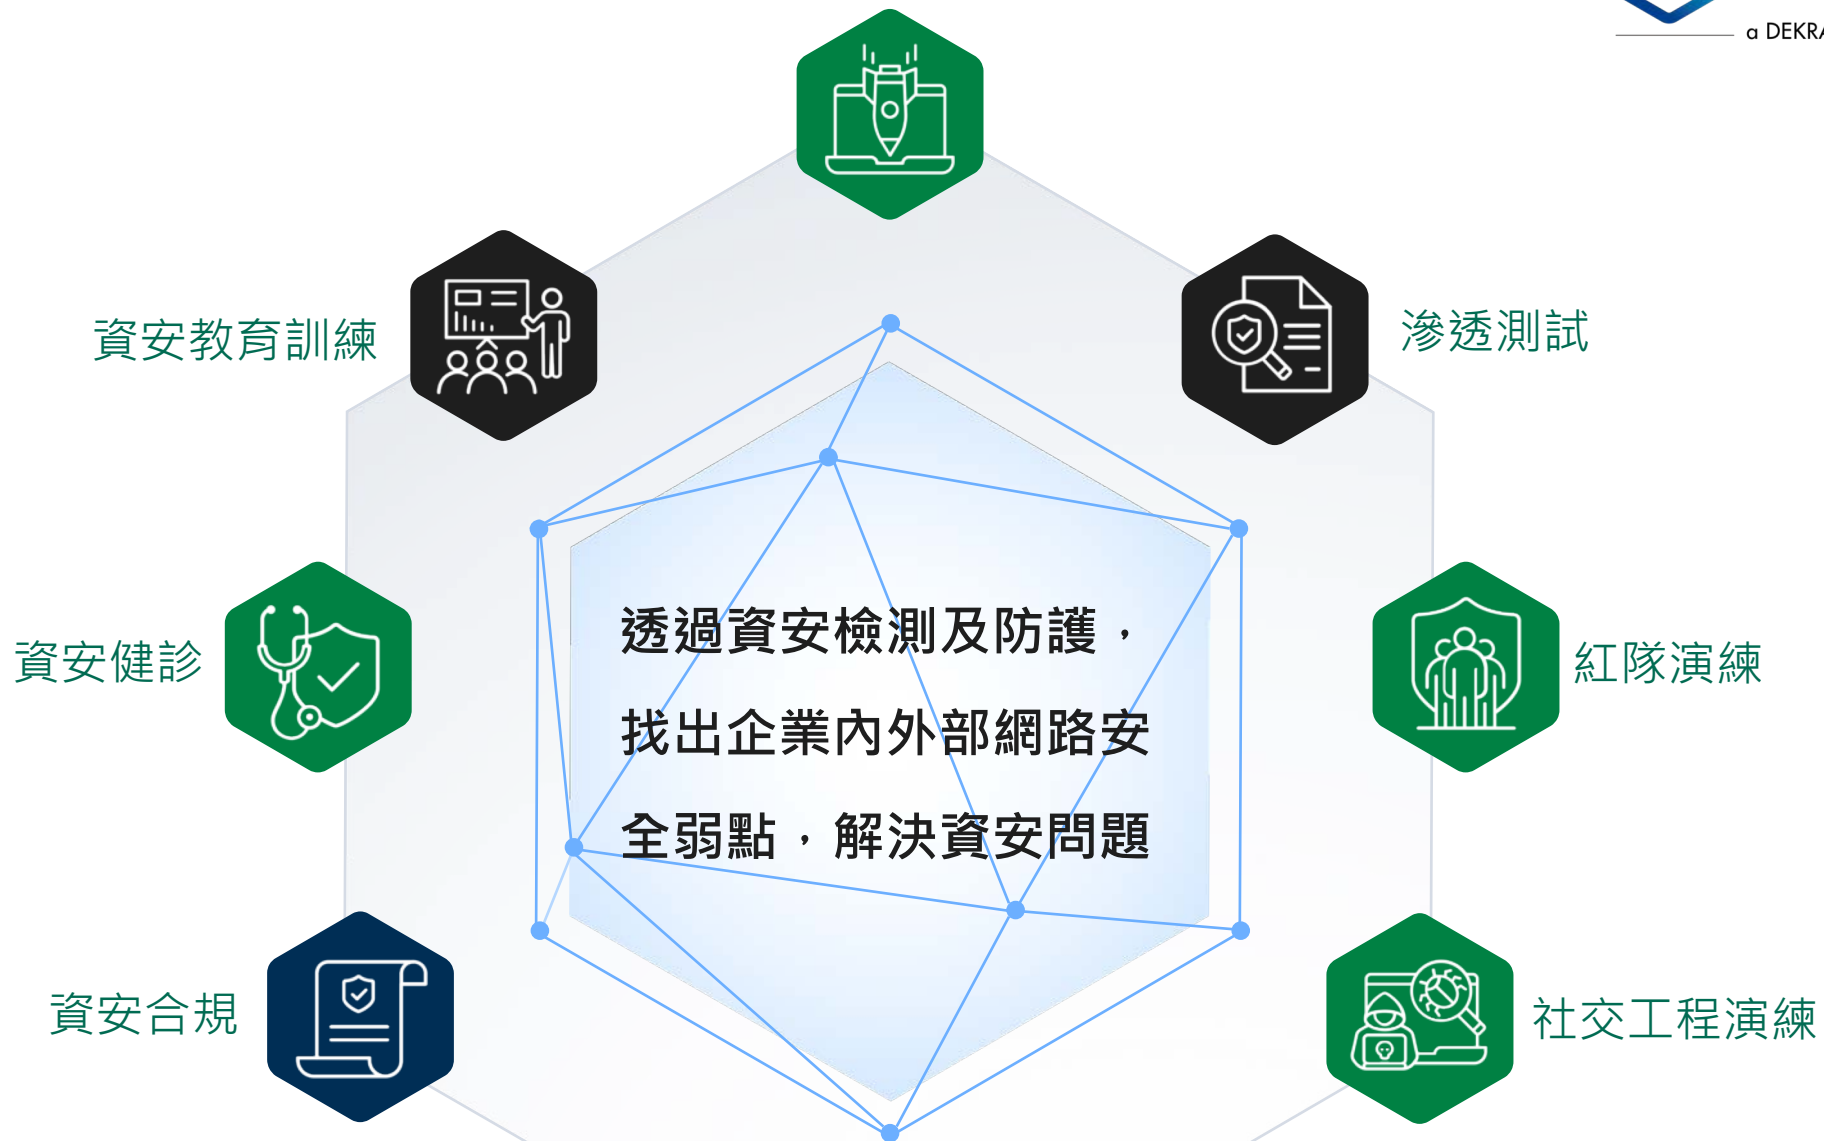 a DEKRA
資安教育訓練
滲透測試
透過資安檢測及防護，
找出企業內外部網路安
全弱點，解決資安問題
資安健診
紅隊演練
資安合規
社交工程演練